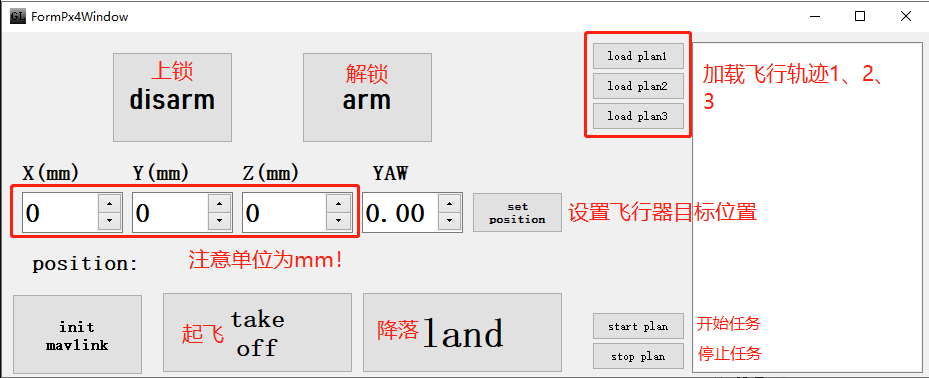 GL FormPx4Window
上锁
disarm
解锁
arm
load plan1
load plan2
load plan3
加载飞行轨迹1、2、
3
X(mm) Y(mm) Z(mm) YAW
0 0 0 0.00
set
position
设置飞行器目标位置
position:
注意单位为mm!
init
mavlink
起飞
take
off
降落
land
start plan
开始任务
stop plan
停止任务